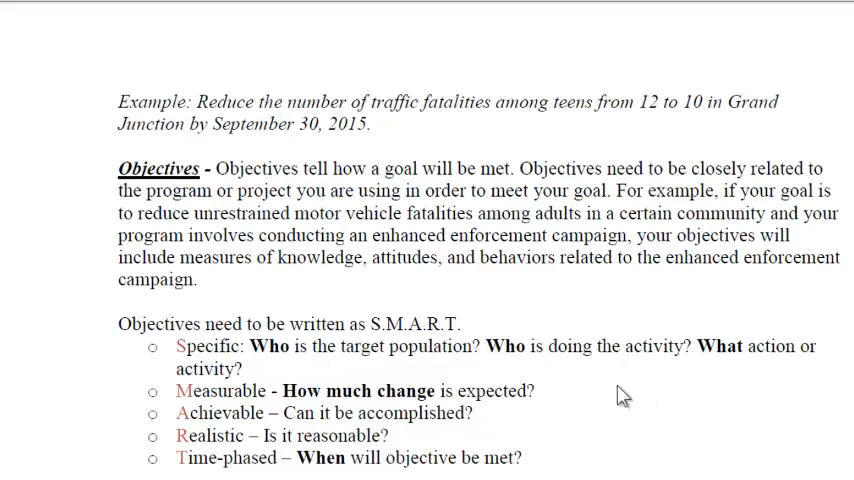 Example: Reduce the number of traffic fatalities among teens from 12 to 10 in Grand
Junction by September 30, 2015.
Objectives - Objectives tell how a goal will be met. Objectives need to be closely related to
the program or project you are using in order to meet your goal. For example, if your goal is
to reduce unrestrained motor vehicle fatalities among adults in a certain community and your
program involves conducting an enhanced enforcement campaign, your objectives will
include measures of knowledge, attitudes, and behaviors related to the enhanced enforcement
campaign.
Objectives need to be written as S.M.A.R.T.
o Specific: Who is the target population? Who is doing the activity? What action or
activity?
o Measurable - How much change is expected?
o Achievable – Can it be accomplished?
o Realistic – Is it reasonable?
o Time-phased – When will objective be met?